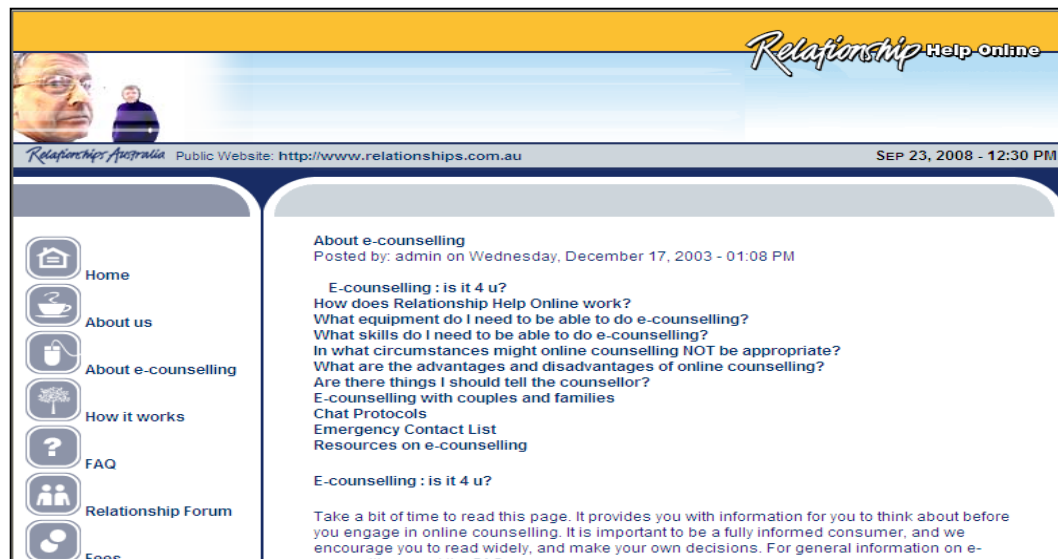 Relationship Help Online
Relationships Australia Public Website: http://www.relationships.com.au SEP 23, 2008 - 12:30 PM
Home
About us
About e-counselling
How it works
FAQ
Relationship Forum
Fees
About e-counselling
Posted by: admin on Wednesday, December 17, 2003 - 01:08 PM
E-counselling : is it 4 u?
How does Relationship Help Online work?
What equipment do I need to be able to do e-counselling?
What skills do I need to be able to do e-counselling?
In what circumstances might online counselling NOT be appropriate?
What are the advantages and disadvantages of online counselling?
Are there things I should tell the counsellor?
E-counselling with couples and families
Chat Protocols
Emergency Contact List
Resources on e-counselling
E-counselling : is it 4 u?
Take a bit of time to read this page. It provides you with information for you to think about before
you engage in online counselling. It is important to be a fully informed consumer, and we
encourage you to read widely, and make your own decisions. For general information on e-